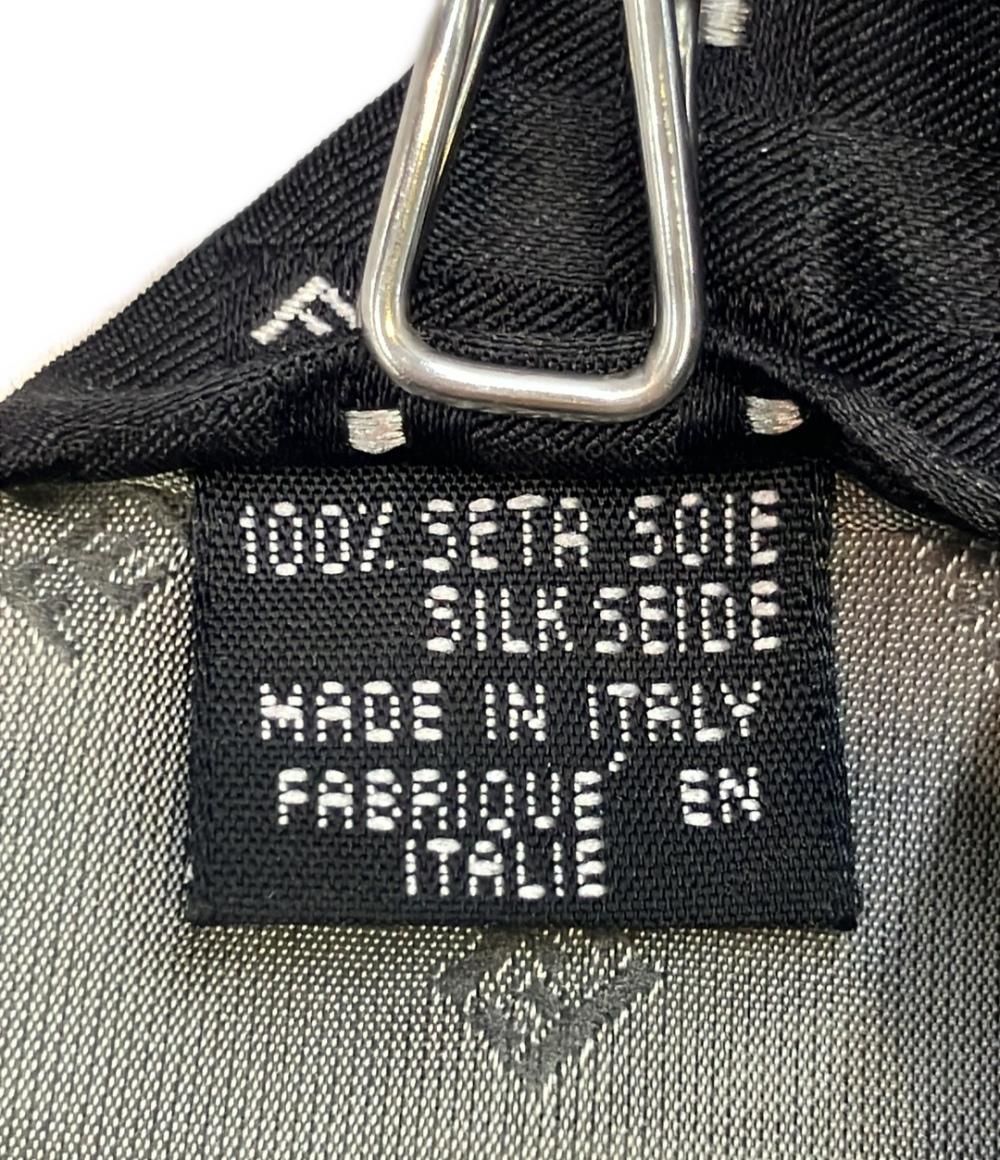 100% SETA SOIE
SILK SEIDE
MADE IN ITALY
FABRIQUÉ EN
ITALIE